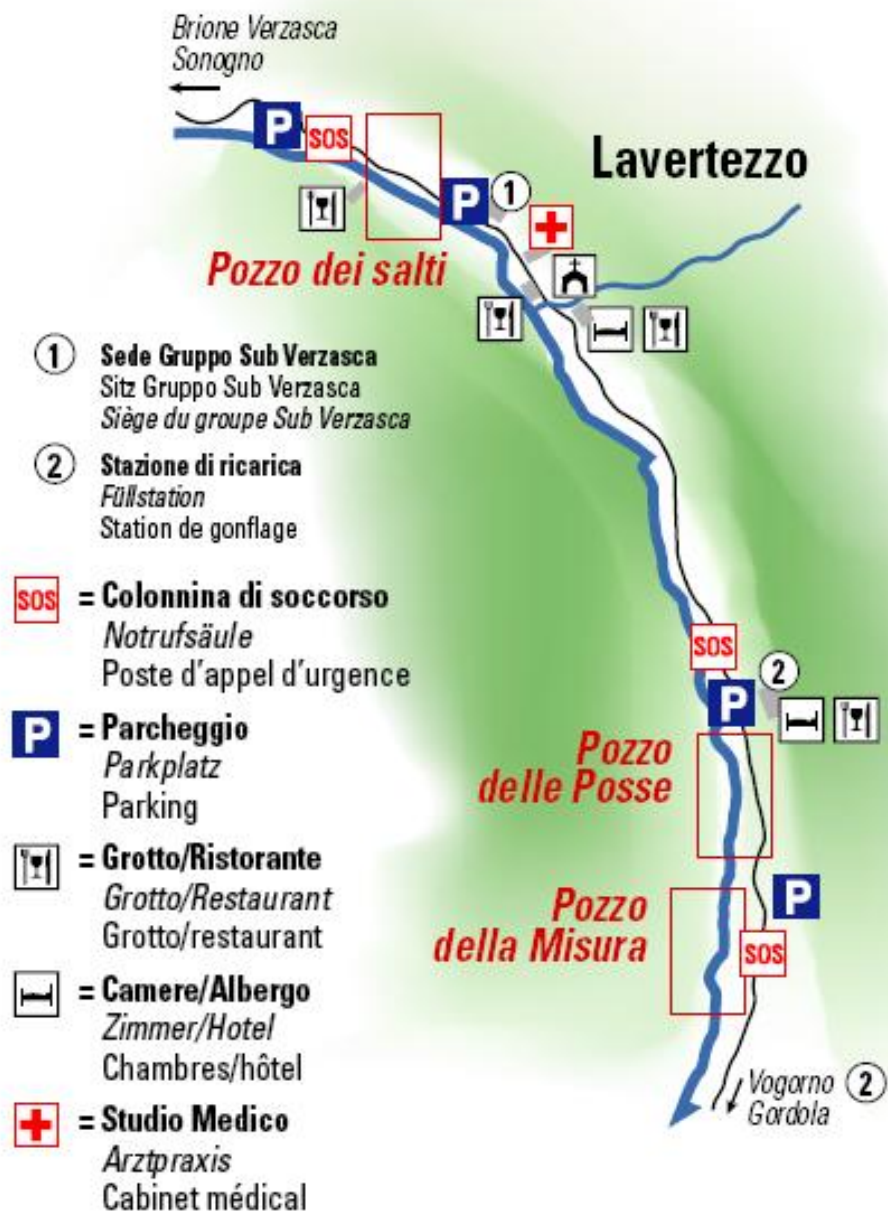 Brione Verzasca
Sonogno
P
SOS
Lavertezzo
P
1
Pozzo dei salti
1 Sede Gruppo Sub Verzasca
Sitz Gruppo Sub Verzasca
Siège du groupe Sub Verzasca
2 Stazione di ricarica
Füllstation
Station de gonflage
SOS = Colonnina di soccorso
Notrufsäule
Poste d'appel d'urgence
P = Parcheggio
Parkplatz
Parking
= Grotto/Ristorante
Grotto/Restaurant
Grotto/restaurant
= Camere/Albergo
Zimmer/Hotel
Chambres/hôtel
= Studio Medico
Arztpraxis
Cabinet médical
SOS
2
P
Pozzo
delle Posse
P
Pozzo
della Misura
SOS
Vogorno 2
Gordola